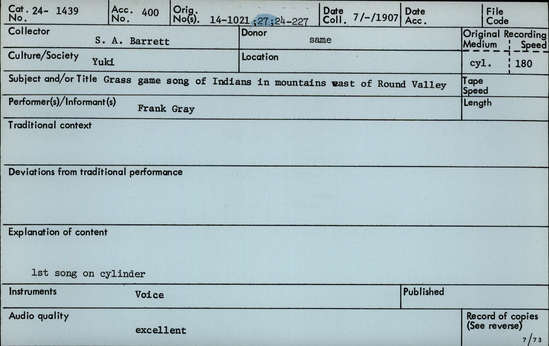 Cat. 24- 1439
No.
Acc. 400
No.
Orig.
No(s). 14-1021;27;24-227
Date 7/-/1907
Coll.
Date
Acc.
File
Code
Collector
S. A. Barrett
Donor
same
Original Recording
Medium Speed
cyl. 180
Culture/Society
Yuki
Location
Subject and/or Title Grass game song of Indians in mountains east of Round Valley
Tape
Speed
Performer(s)/Informant(s)
Frank Gray
Length
Traditional context
Deviations from traditional performance
Explanation of content
1st song on cylinder
Instruments
Voice
Published
Audio quality
excellent
Record of copies
(See reverse)
7/73